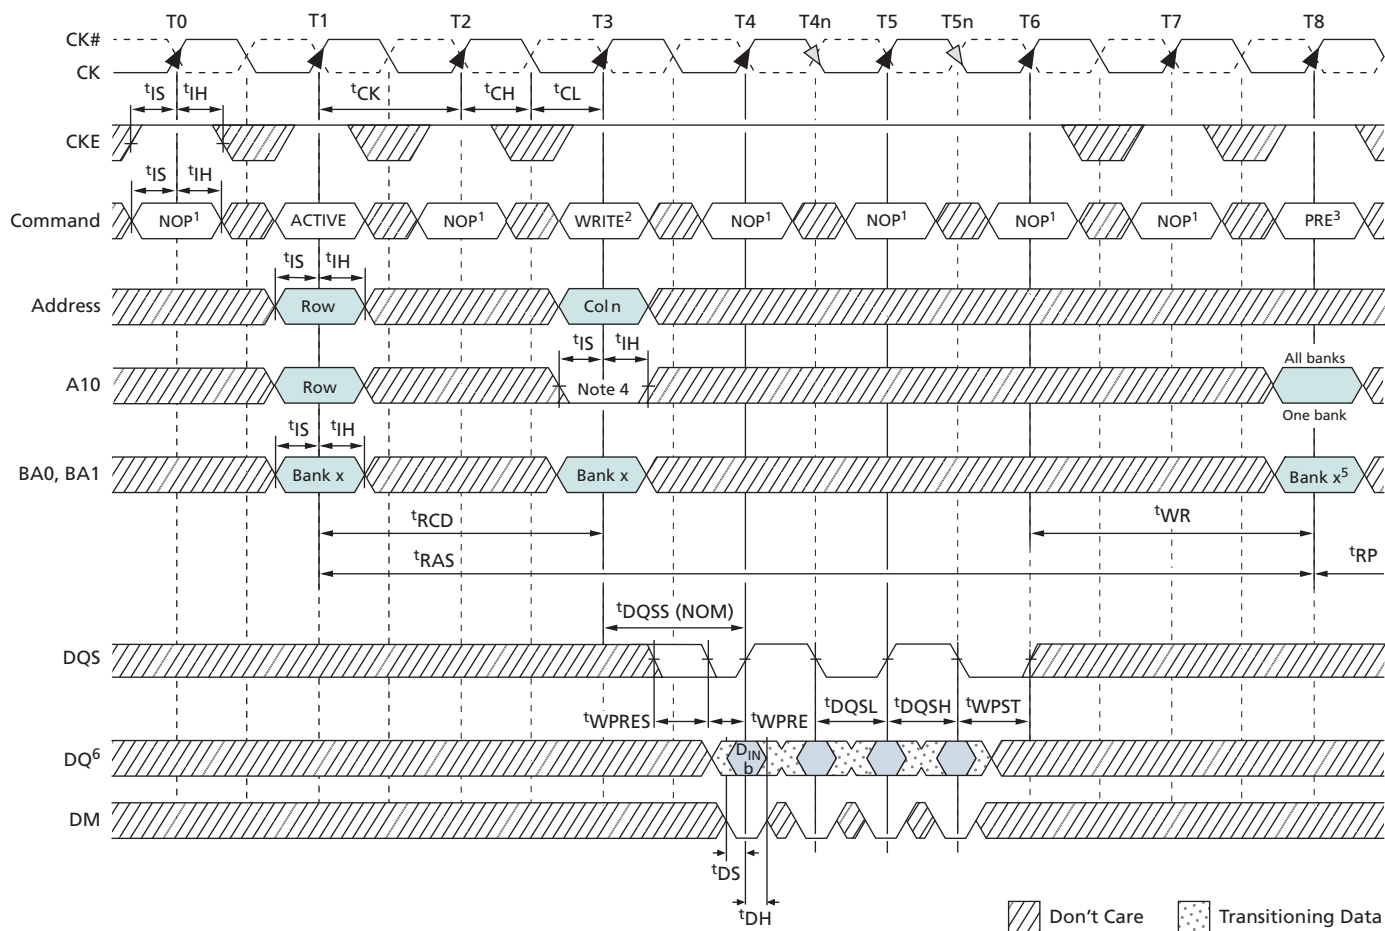 T0 T1 T2 T3 T4 T4n T5 T5n T6 T7 T8
CK#
CK
tIS tIH tCK tCH tCL
CKE
tIS tIH
Command NOP1 ACTIVE NOP1 WRITE2 NOP1 NOP1 NOP1 NOP1 PRE3
tIS tIH
Address Row Col n
tIS tIH
All banks
A10 Row Note 4
One bank
tIS tIH
BA0, BA1 Bank x Bank x Bank x5
tRCD tWR
tRAS tRP
tDQSS (NOM)
DQS
tWPRES tWPRE tDQSL tDQSH tWPST
DQ6 DIN b
DM
tDS
tDH
Don't Care Transitioning Data